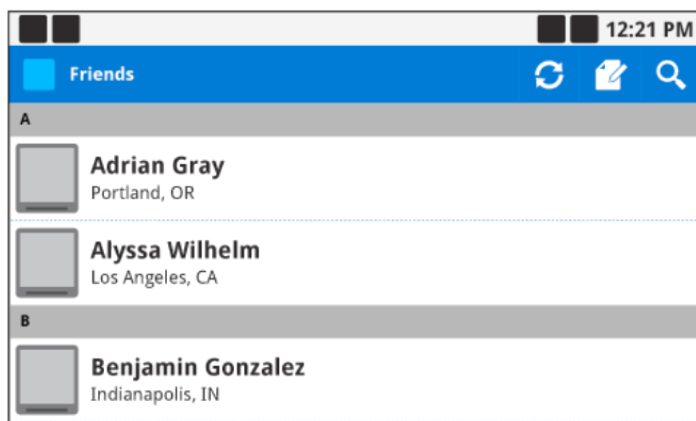 12:21 PM
Friends
A
Adrian Gray
Portland, OR
Alyssa Wilhelm
Los Angeles, CA
B
Benjamin Gonzalez
Indianapolis, IN